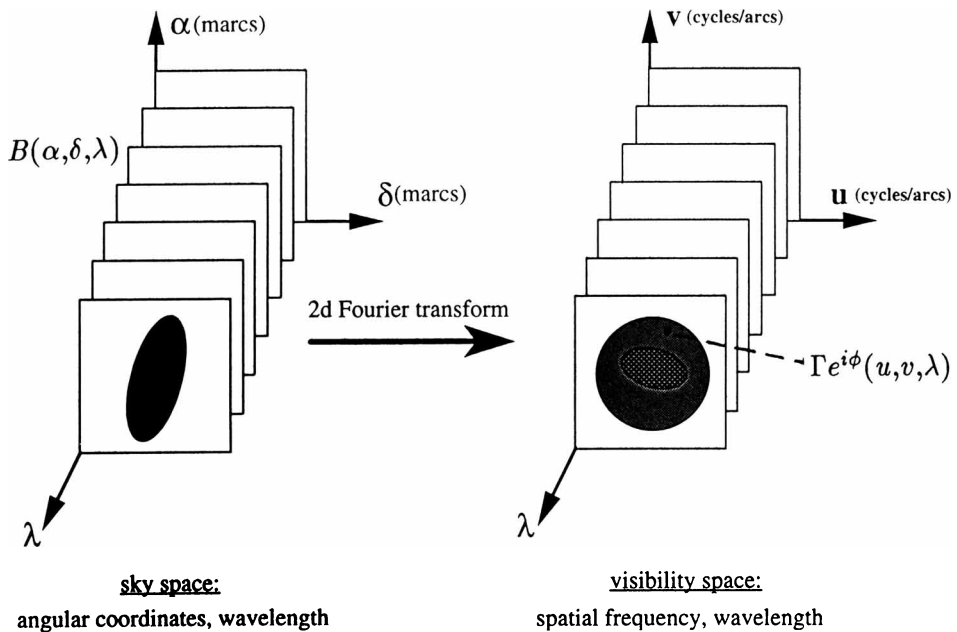 α(marcs)
B(α,δ,λ)
δ(marcs)
λ
2d Fourier transform
v (cycles/arcs)
u (cycles/arcs)
Γe^{iϕ}(u,v,λ)
λ
sky space:
angular coordinates, wavelength
visibility space:
spatial frequency, wavelength